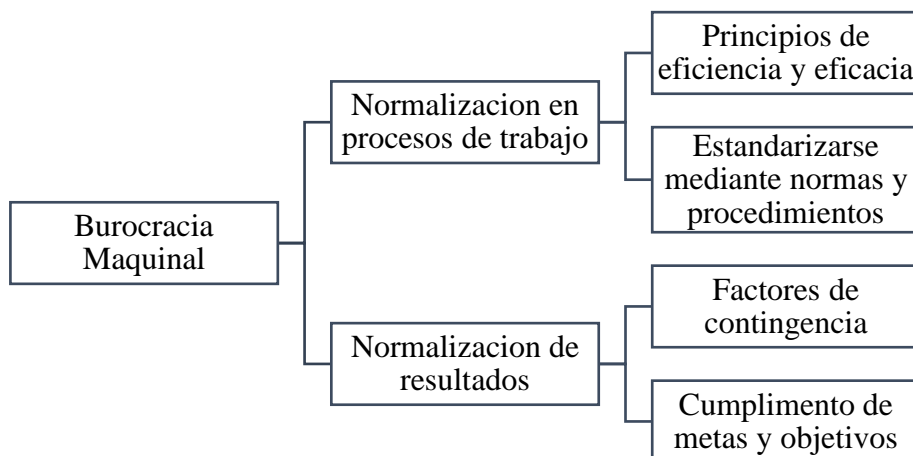 Burocracia
Maquinal
Normalizacion en
procesos de trabajo
Principios de
eficiencia y eficacia
Estandarizarse
mediante normas y
procedimientos
Normalizacion de
resultados
Factores de
contingencia
Cumplimento de
metas y objetivos